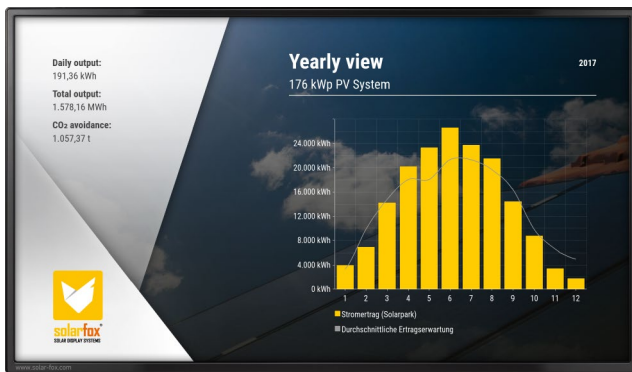 Daily output:
191,36 kWh
Total output:
1.578,16 MWh
CO₂ avoidance:
1.057,37 t
solarfox®
SOLAR DISPLAY SYSTEMS
Yearly view
2017
176 kWp PV System
24.000 kWh
20.000 kWh
16.000 kWh
12.000 kWh
8.000 kWh
4.000 kWh
0 kWh
1 2 3 4 5 6 7 8 9 10 11 12
Stromertrag (Solarpark)
Durchschnittliche Ertragserwartung
www.solar-fox.com